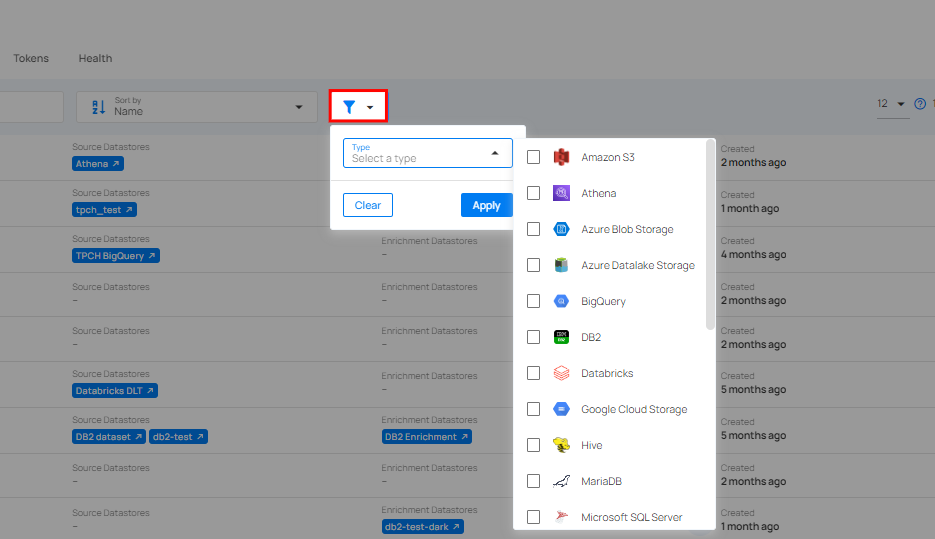 Tokens
Health
Sort by
Name
12
Type
Select a type
Clear
Apply
Amazon S3
Athena
Azure Blob Storage
Azure Datalake Storage
BigQuery
DB2
Databricks
Google Cloud Storage
Hive
MariaDB
Microsoft SQL Server
Source Datastores
Athena
Created
2 months ago
Source Datastores
tpch_test
Created
1 month ago
Source Datastores
TPCH BigQuery
Enrichment Datastores
–
Created
4 months ago
Source Datastores
–
Enrichment Datastores
–
Created
2 months ago
Source Datastores
–
Enrichment Datastores
–
Created
2 months ago
Source Datastores
Databricks DLT
Enrichment Datastores
–
Created
5 months ago
Source Datastores
DB2 dataset db2-test
Enrichment Datastores
DB2 Enrichment
Created
5 months ago
Source Datastores
–
Enrichment Datastores
–
Created
2 months ago
Source Datastores
–
Enrichment Datastores
db2-test-dark
Created
1 month ago